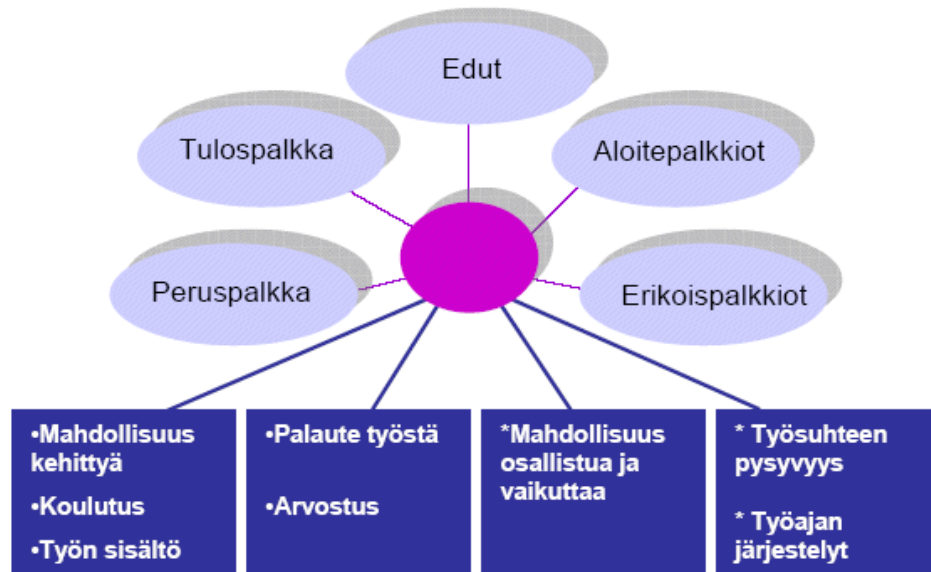 Edut
Tulospalkka
Aloitepalkkiot
Peruspalkka
Erikoispalkkiot
•Mahdollisuus
kehittyä
•Koulutus
•Työn sisältö
•Palaute työstä
•Arvostus
*Mahdollisuus
osallistua ja
vaikuttaa
* Työsuhteen
pysyvyys
* Työajan
järjestelyt